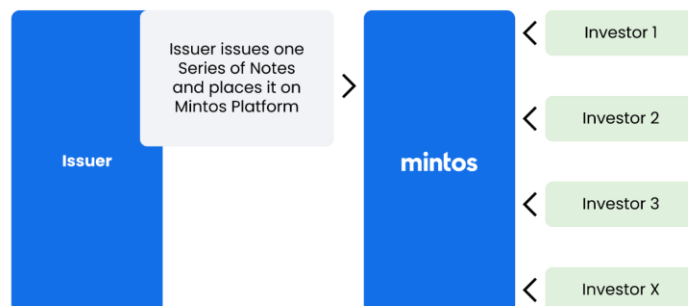 Issuer issues one
Series of Notes
and places it on
Mintos Platform
Issuer
mintos
Investor 1
Investor 2
Investor 3
Investor X